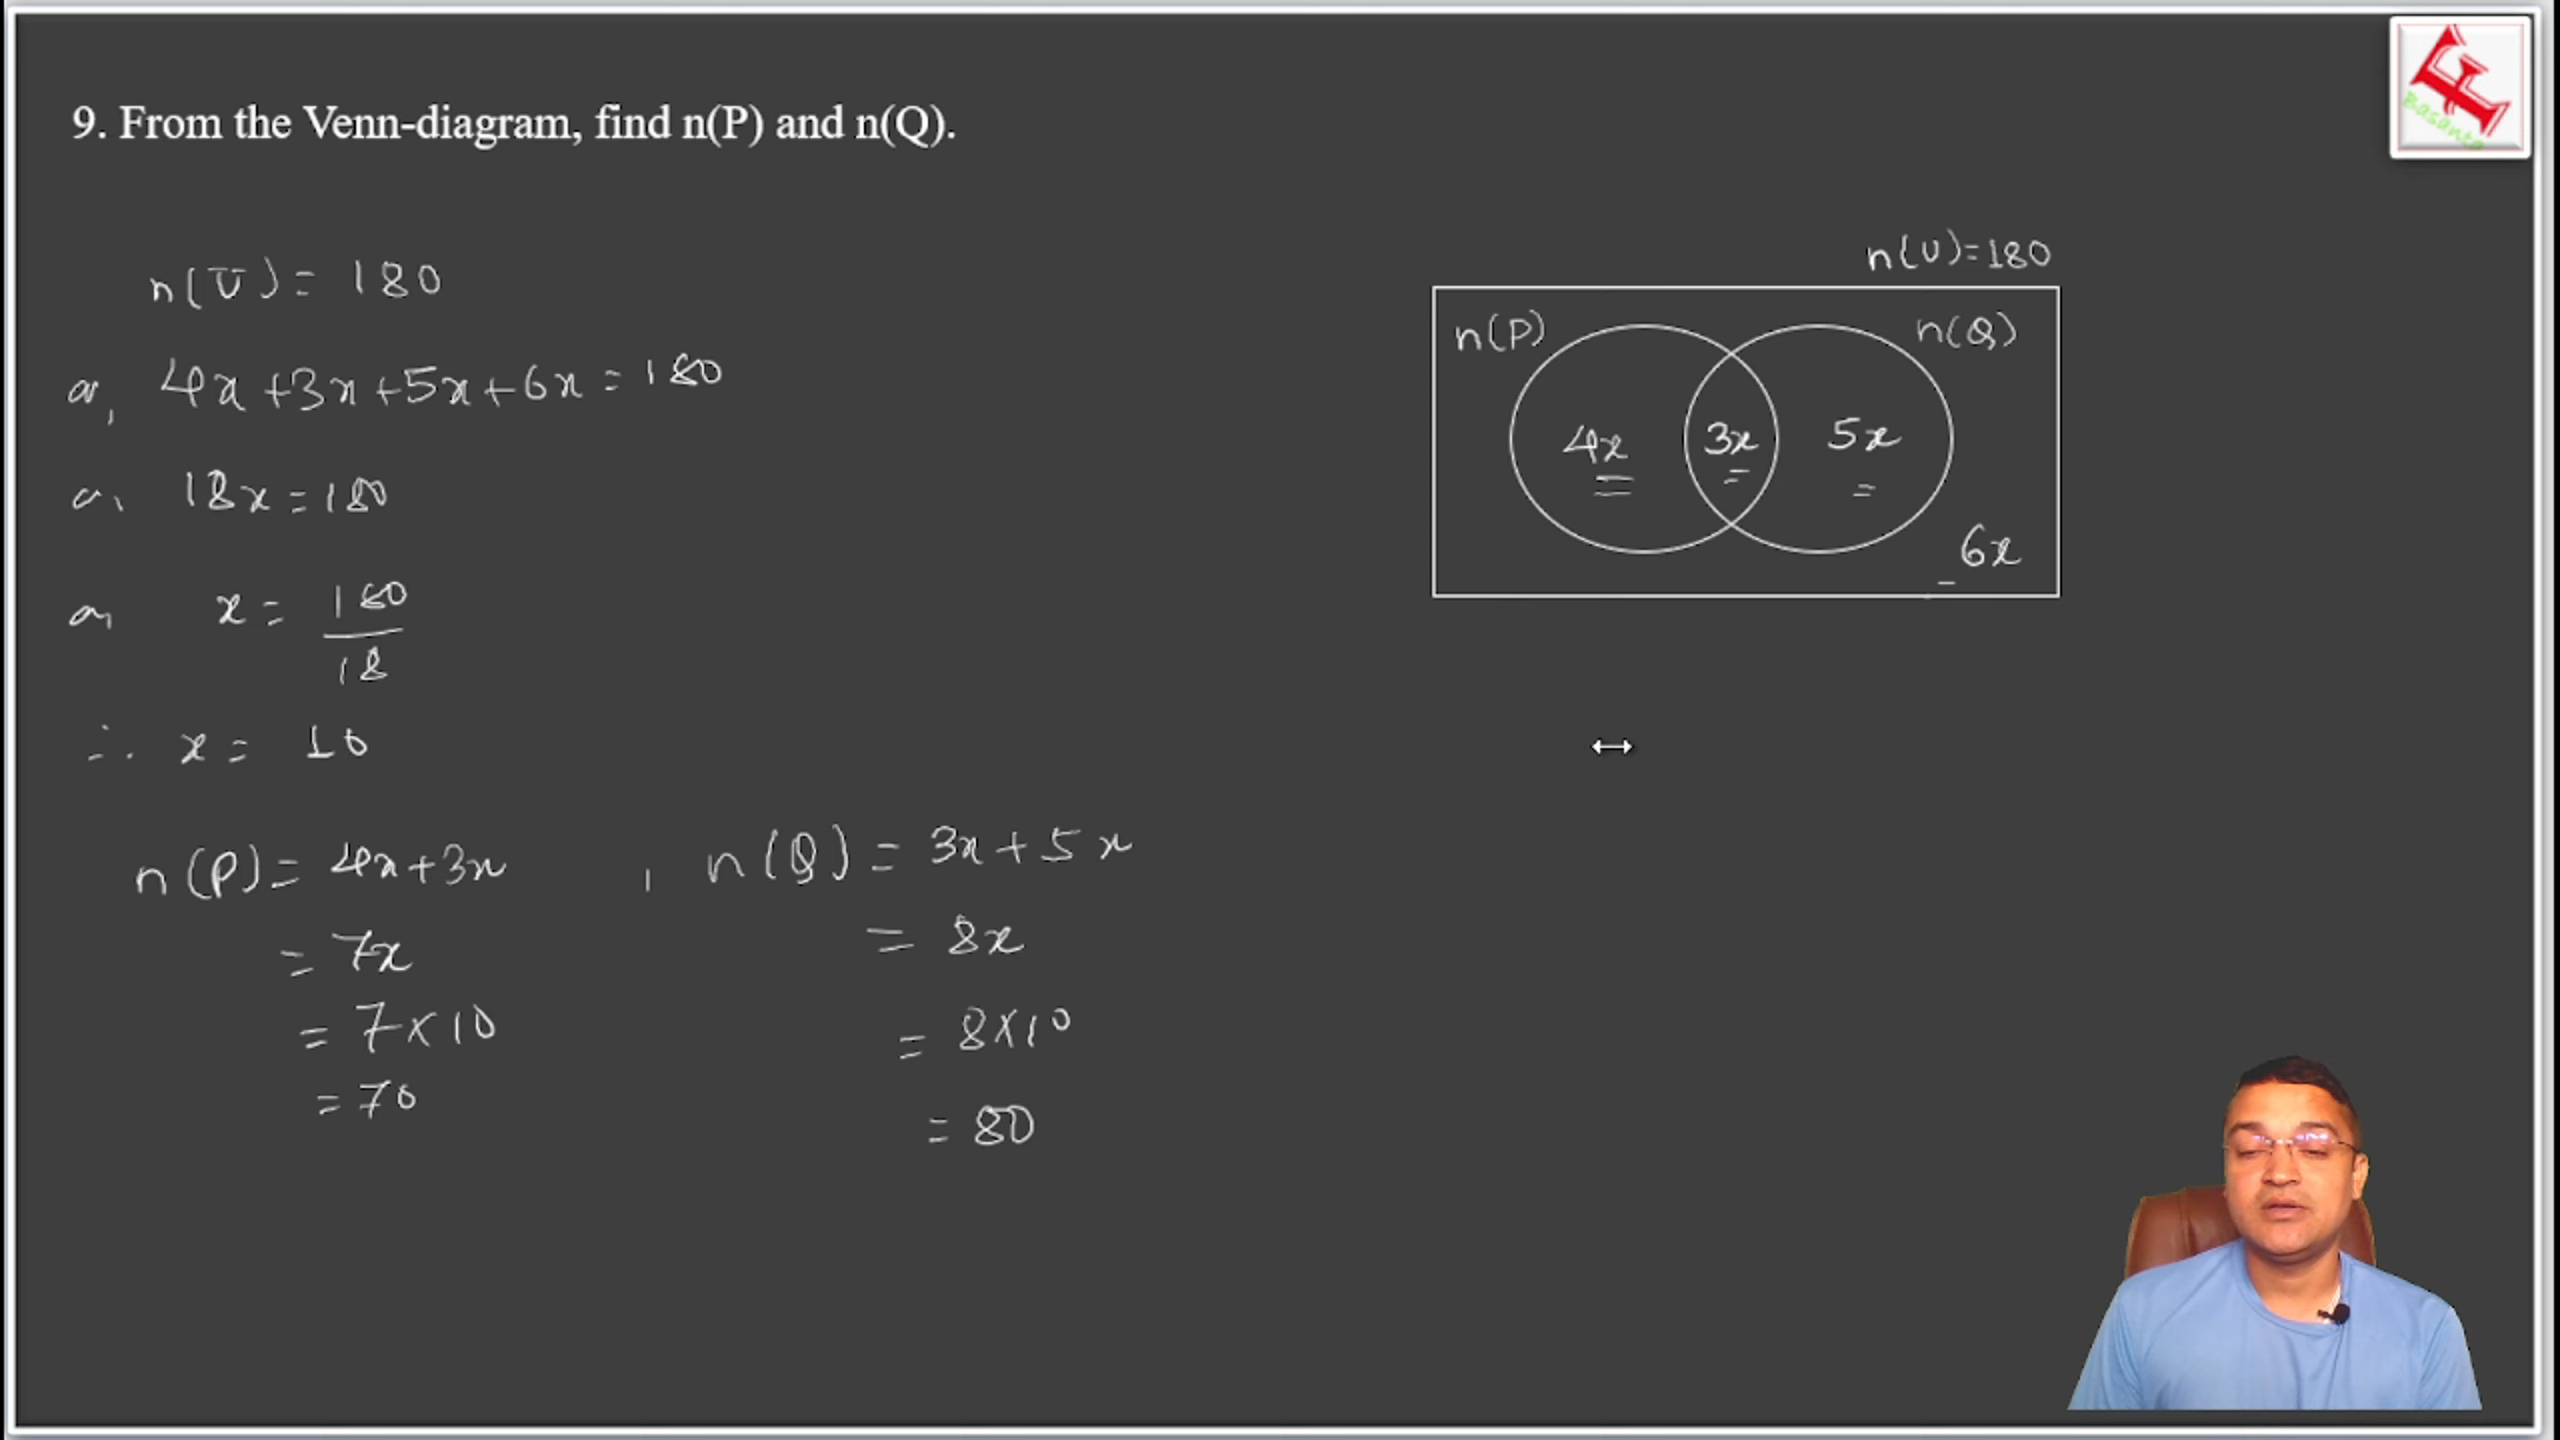 9. From the Venn-diagram, find n(P) and n(Q).
n(U) = 180
or, 4x+3x+5x+6x = 180
or, 18x = 180
or x = 180/18
∴ x = 10
n(P) = 4x+3x
= 7x
= 7×10
= 70
, n(Q) = 3x+5x
= 8x
= 8×10
= 80
n(U)=180
n(P) n(Q)
4x 3x 5x
6x
Basanta